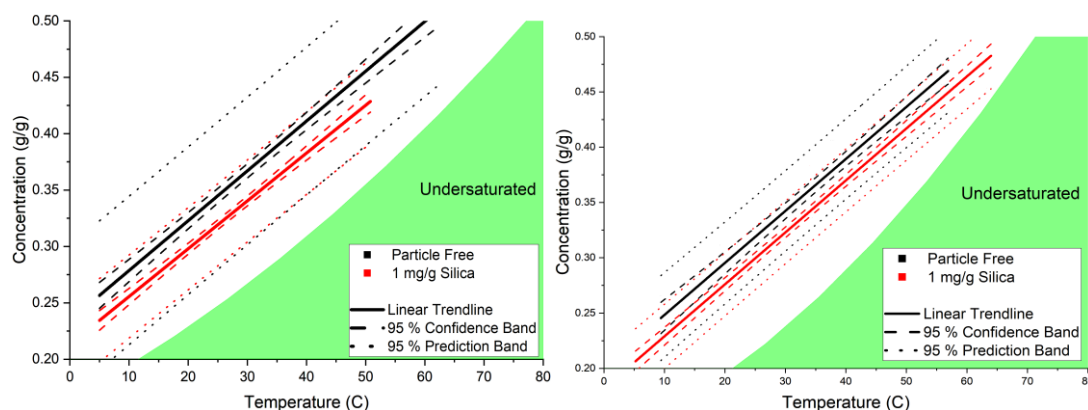 0.50
0.45
0.40
0.35
0.30
0.25
0.20
Concentration (g/g)
Undersaturated
Particle Free
1 mg/g Silica
Linear Trendline
95 % Confidence Band
95 % Prediction Band
0 10 20 30 40 50 60 70 80
Temperature (C)
0.50
0.45
0.40
0.35
0.30
0.25
0.20
Concentration (g/g)
Undersaturated
Particle Free
1 mg/g Silica
Linear Trendline
95 % Confidence Band
95 % Prediction Band
0 10 20 30 40 50 60 70 80
Temperature (C)